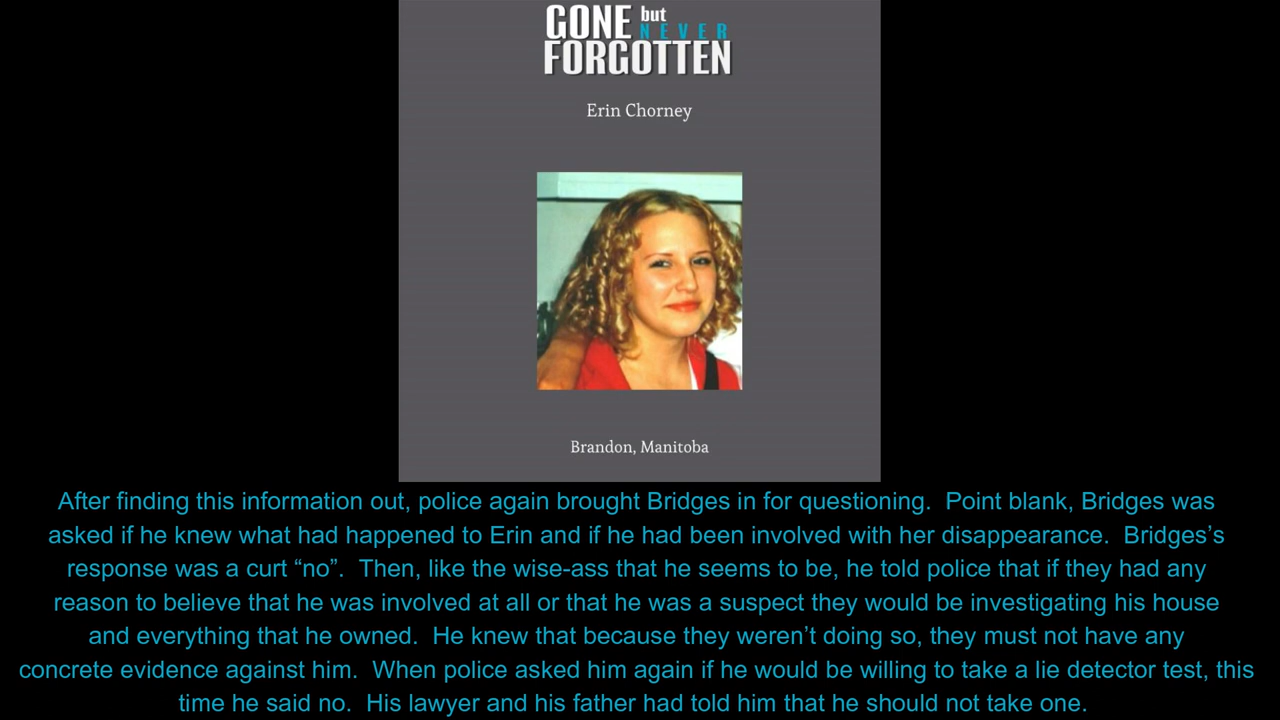 GONE but
NEVER
FORGOTTEN
Erin Chorney
Brandon, Manitoba
After finding this information out, police again brought Bridges in for questioning.  Point blank, Bridges was
asked if he knew what had happened to Erin and if he had been involved with her disappearance.  Bridges’s
response was a curt “no”.  Then, like the wise-ass that he seems to be, he told police that if they had any
reason to believe that he was involved at all or that he was a suspect they would be investigating his house
and everything that he owned.  He knew that because they weren’t doing so, they must not have any
concrete evidence against him.  When police asked him again if he would be willing to take a lie detector test, this
time he said no.  His lawyer and his father had told him that he should not take one.